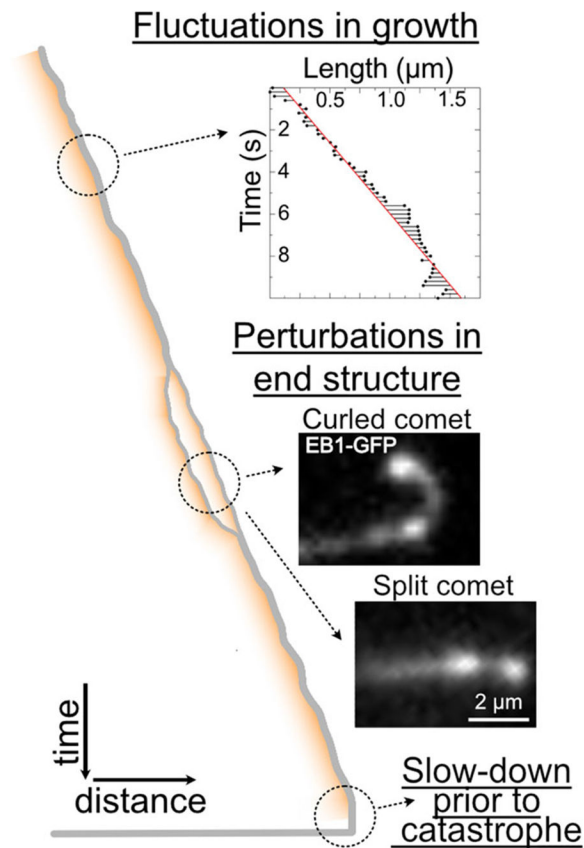 Fluctuations in growth
Length (μm)
0.5 1.0 1.5
Time (s)
2
4
6
8
Perturbations in
end structure
Curled comet
EB1-GFP
Split comet
2 μm
time
distance
Slow-down
prior to
catastrophe